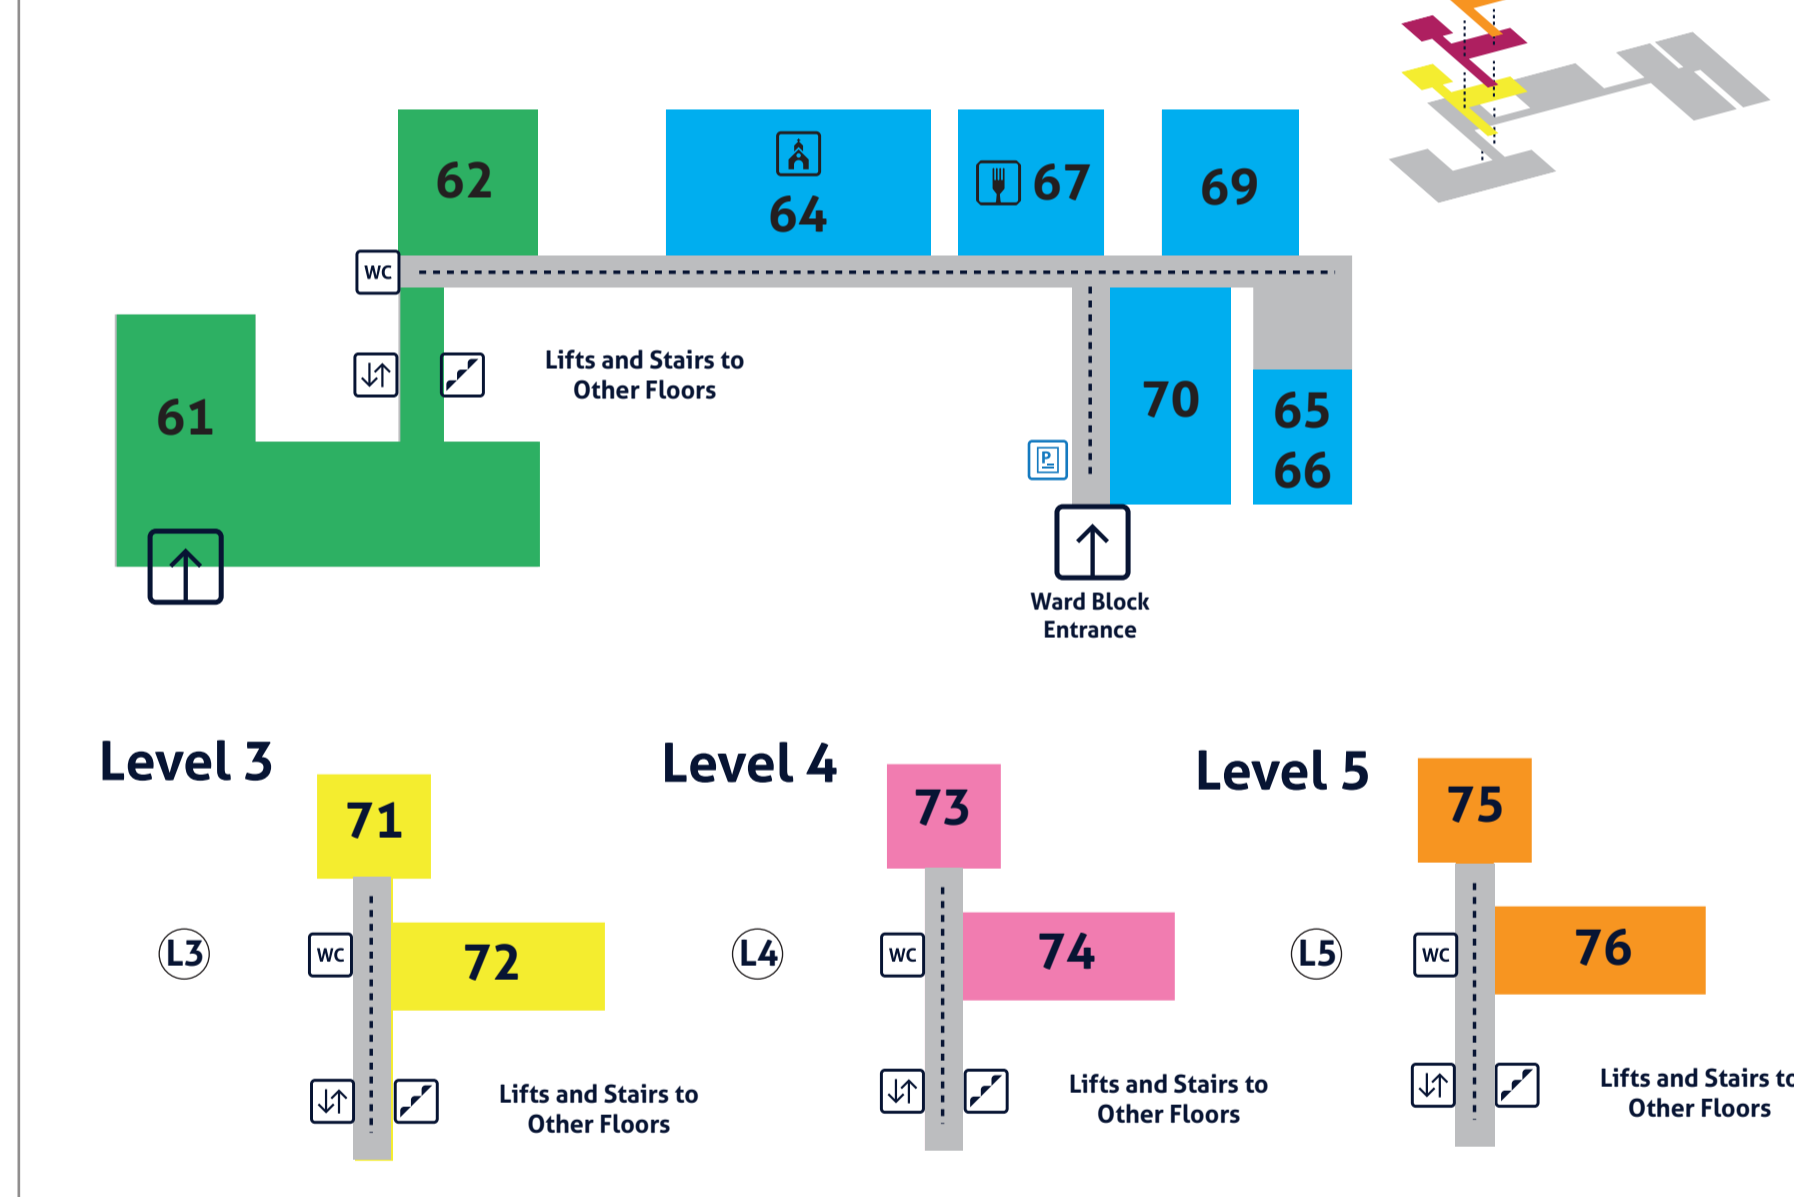 62
64
67
69
WC
Lifts and Stairs to
Other Floors
61
70
65
66
P
Ward Block
Entrance
Level 3
Level 4
Level 5
71
73
75
L3
WC
72
L4
WC
74
L5
WC
76
Lifts and Stairs to
Other Floors
Lifts and Stairs to
Other Floors
Lifts and Stairs to
Other Floors